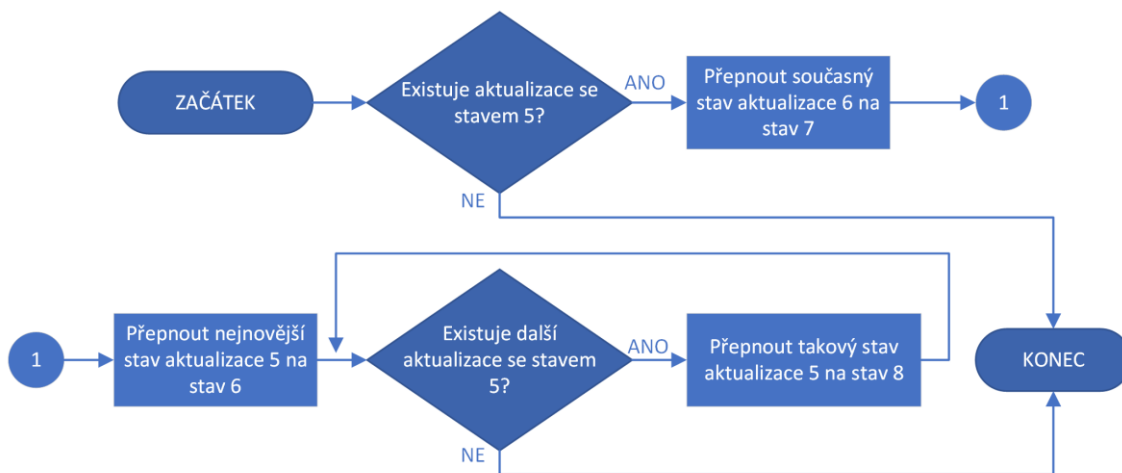 ZAČÁTEK
Existuje aktualizace se
stavem 5?
ANO
Přepnout současný
stav aktualizace 6 na
stav 7
1
NE
1
Přepnout nejnovější
stav aktualizace 5 na
stav 6
Existuje další
aktualizace se stavem
5?
ANO
Přepnout takový stav
aktualizace 5 na stav 8
KONEC
NE